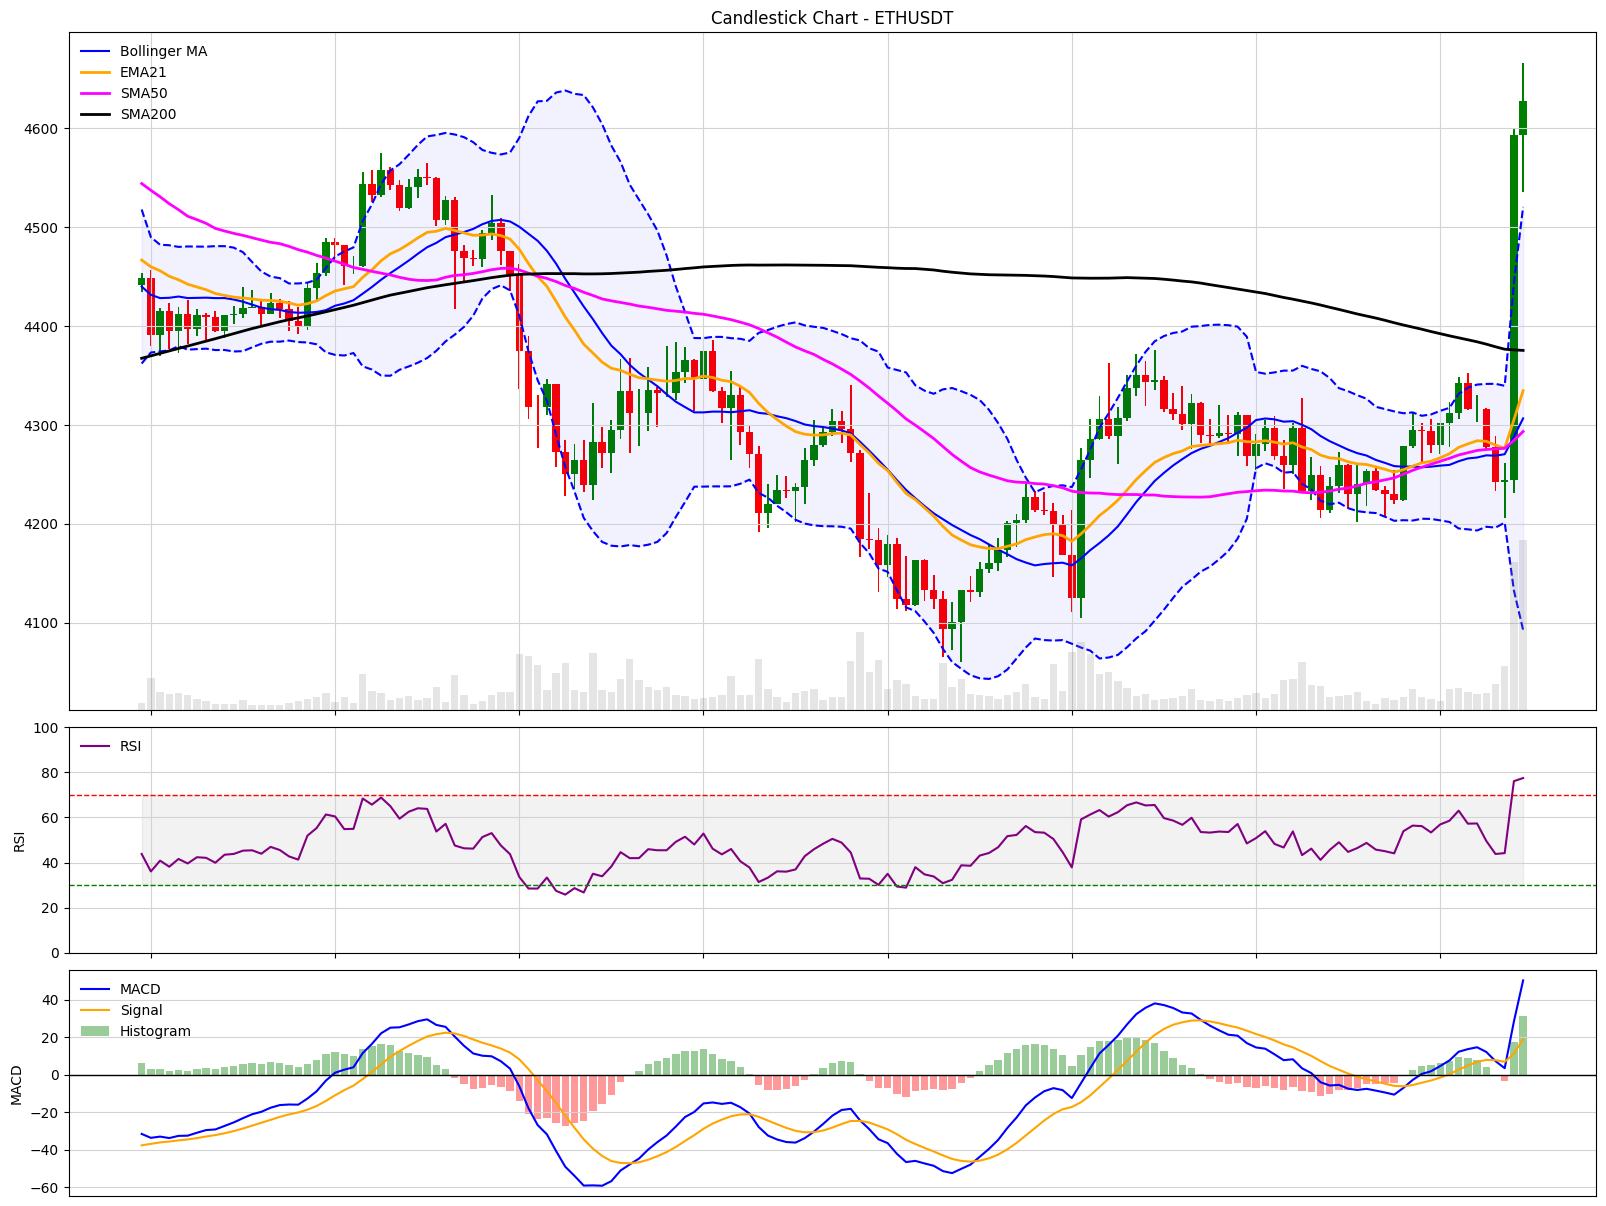 Candlestick Chart - ETHUSDT
Bollinger MA
EMA21
SMA50
SMA200
4600
4500
4400
4300
4200
4100
RSI
100
80
60
40
20
0
RSI
MACD
Signal
Histogram
40
20
0
−20
−40
−60
MACD